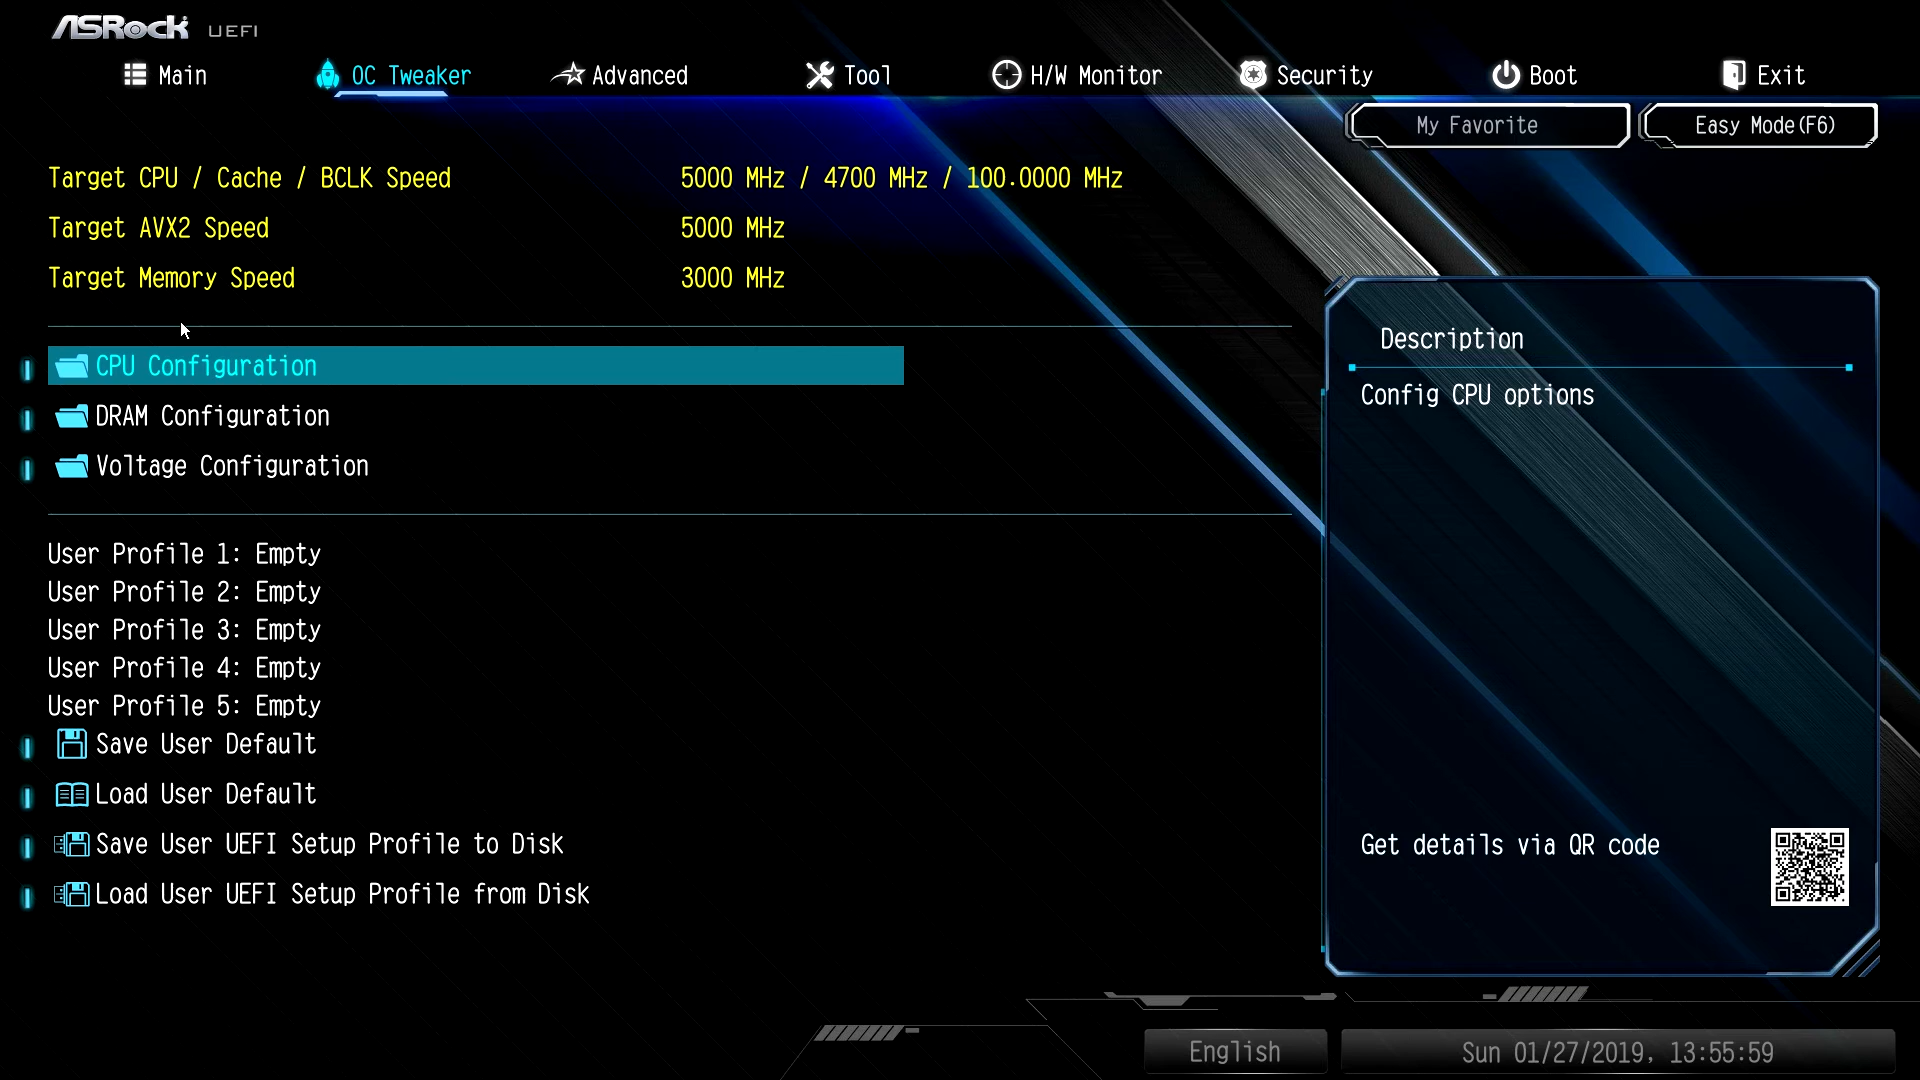 ASRock UEFI
Main OC Tweaker Advanced Tool H/W Monitor Security Boot Exit
My Favorite Easy Mode(F6)
Target CPU / Cache / BCLK Speed 5000 MHz / 4700 MHz / 100.0000 MHz
Target AVX2 Speed 5000 MHz
Target Memory Speed 3000 MHz
CPU Configuration
DRAM Configuration
Voltage Configuration
User Profile 1: Empty
User Profile 2: Empty
User Profile 3: Empty
User Profile 4: Empty
User Profile 5: Empty
Save User Default
Load User Default
Save User UEFI Setup Profile to Disk
Load User UEFI Setup Profile from Disk
Description
Config CPU options
Get details via QR code
English Sun 01/27/2019, 13:55:59